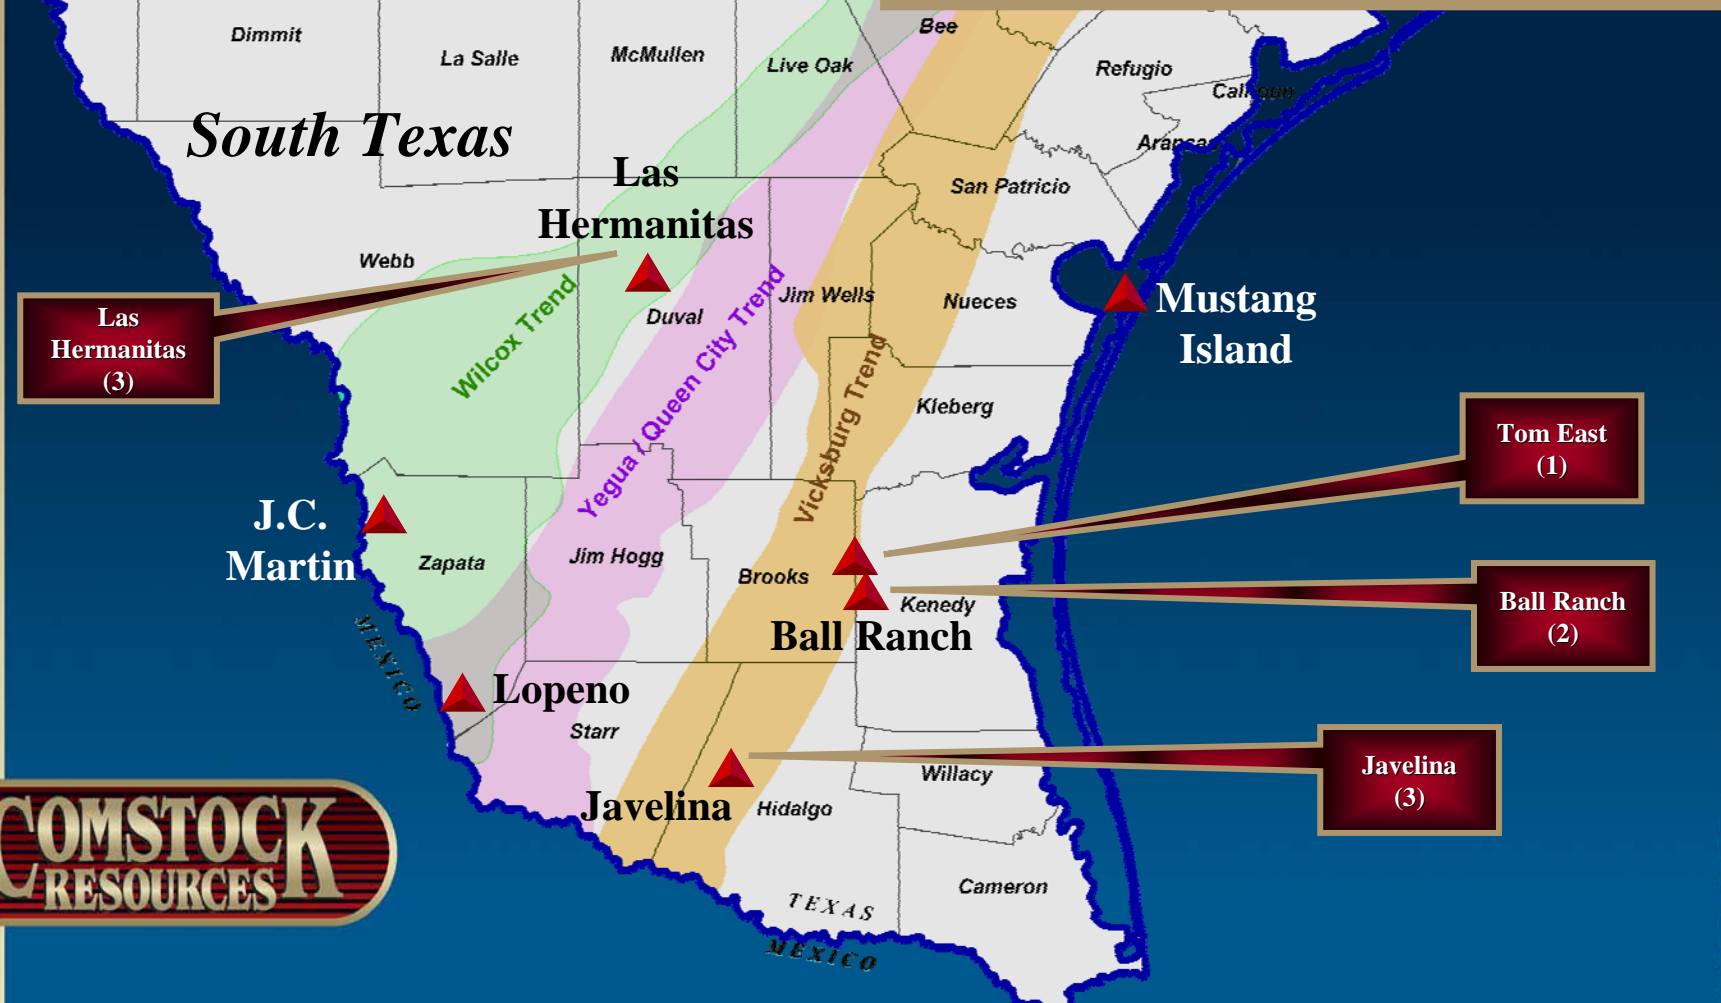 Dimmit
La Salle
McMullen
Live Oak
Bee
Refugio
Calhoun
Aransas
South Texas
Las
Hermanitas
San Patricio
Webb
Wilcox Trend
Duval
Yegua / Queen City Trend
Jim Wells
Vicksburg Trend
Nueces
Mustang
Island
Las
Hermanitas
(3)
Kleberg
Tom East
(1)
J.C.
Martin
Zapata
Jim Hogg
Brooks
Kenedy
Ball Ranch
Ball Ranch
(2)
MEXICO
Lopeno
Starr
Javelina
Hidalgo
Willacy
Javelina
(3)
COMSTOCK
RESOURCES
Cameron
TEXAS
MEXICO